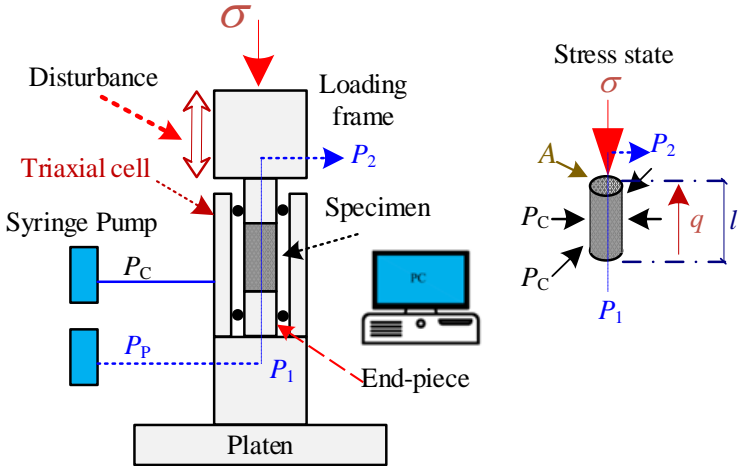 σ
Disturbance
Loading
frame
P2
Triaxial cell
Specimen
Syringe Pump
PC
PC
PP
P1
End-piece
Platen
Stress state
σ
P2
A
PC
q
l
PC
P1